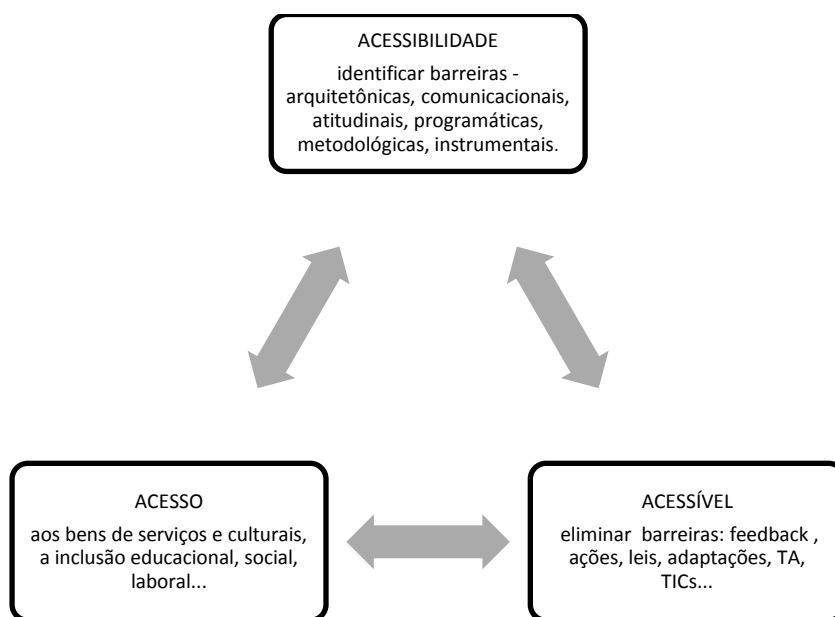 ACESSIBILIDADE
identificar barreiras -
arquitetônicas, comunicacionais,
atitudinais, programáticas,
metodológicas, instrumentais.
ACESSO
aos bens de serviços e culturais,
a inclusão educacional, social,
laboral...
ACESSÍVEL
eliminar barreiras: feedback ,
ações, leis, adaptações, TA,
TICs...